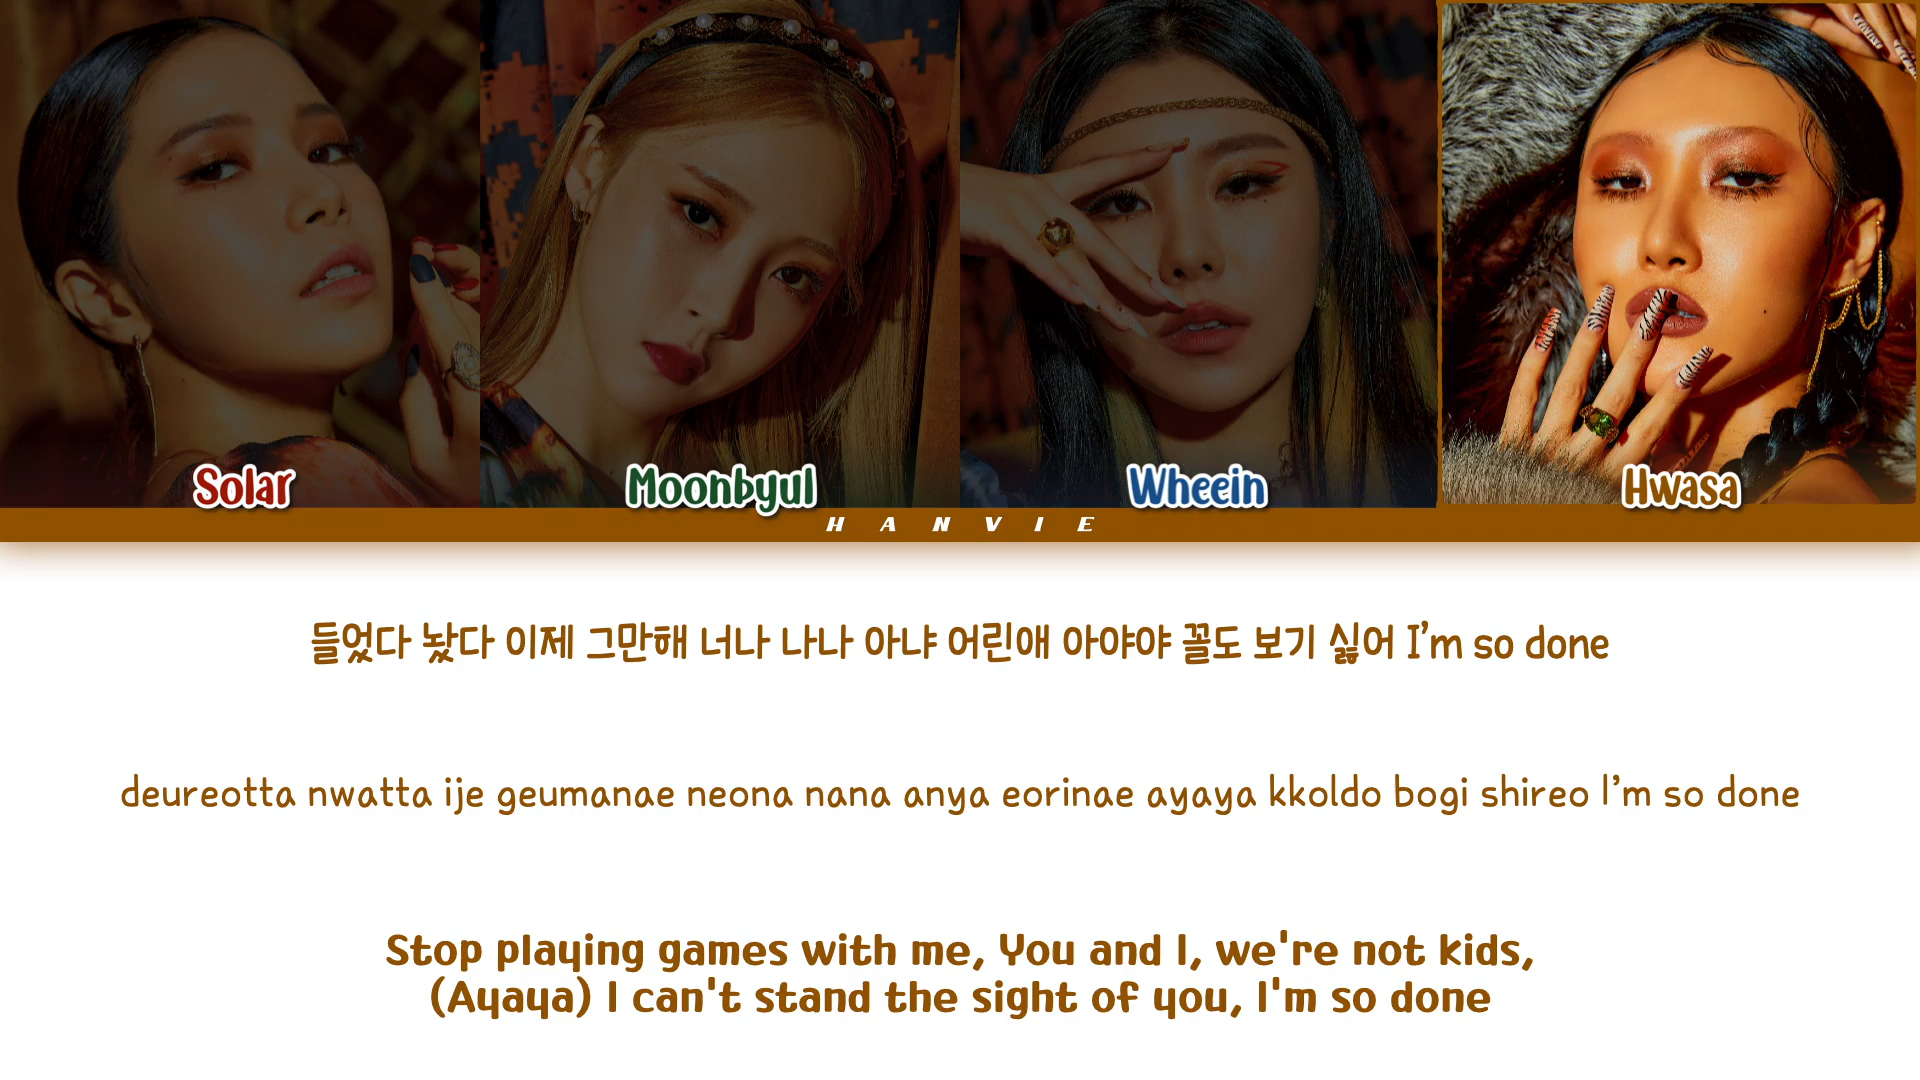 Solar
Moonbyul
Wheein
Hwasa
HANVIE
들었다 놨다 이제 그만해 너나 나나 아냐 어린애 아야야 꼴도 보기 싫어 I’m so done
deureotta nwatta ije geumanae neona nana anya eorinae ayaya kkoldo bogi shireo I’m so done
Stop playing games with me, You and I, we're not kids,
(Ayaya) I can't stand the sight of you, I'm so done